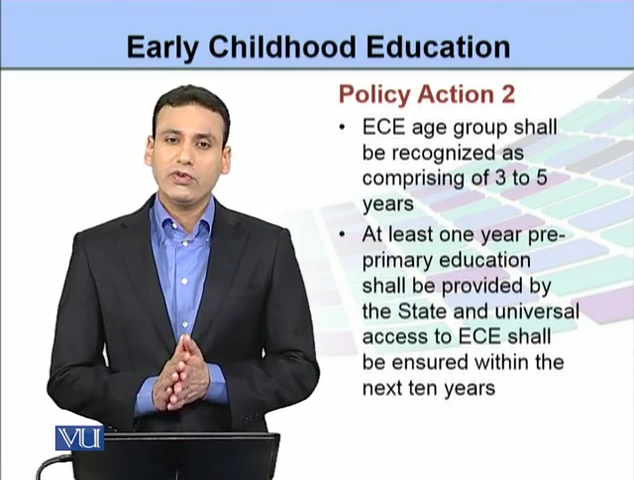 Early Childhood Education
Policy Action 2
• ECE age group shall
be recognized as
comprising of 3 to 5
years
• At least one year pre-
primary education
shall be provided by
the State and universal
access to ECE shall
be ensured within the
next ten years
VU